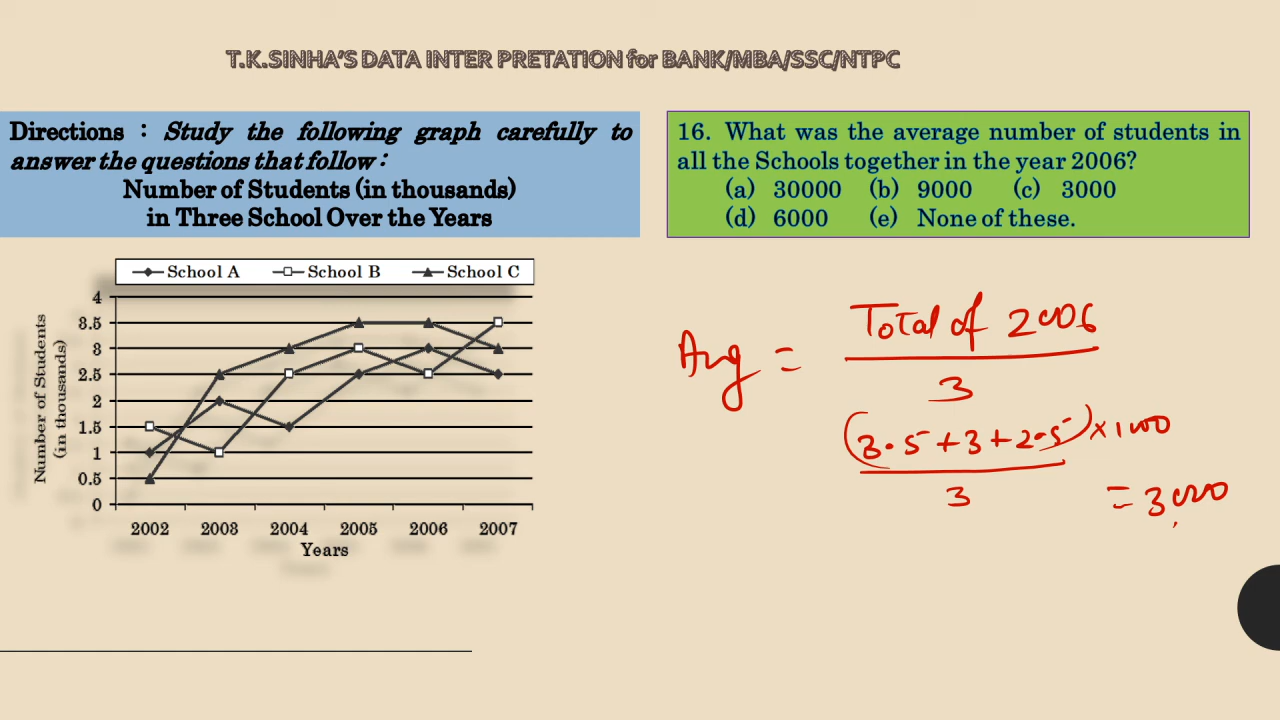 T.K.SINHA'S DATA INTER PRETATION for BANK/MBA/SSC/NTPC
Directions : Study the following graph carefully to
answer the questions that follow :
Number of Students (in thousands)
in Three School Over the Years
16. What was the average number of students in
all the Schools together in the year 2006?
(a) 30000 (b) 9000 (c) 3000
(d) 6000 (e) None of these.
School A School B School C
Number of Students
(in thousands)
4
3.5
3
2.5
2
1.5
1
0.5
0
2002 2003 2004 2005 2006 2007
Years
Avg = Total of 2006
3
(3.5+3+2.5)×1000
3
= 3000